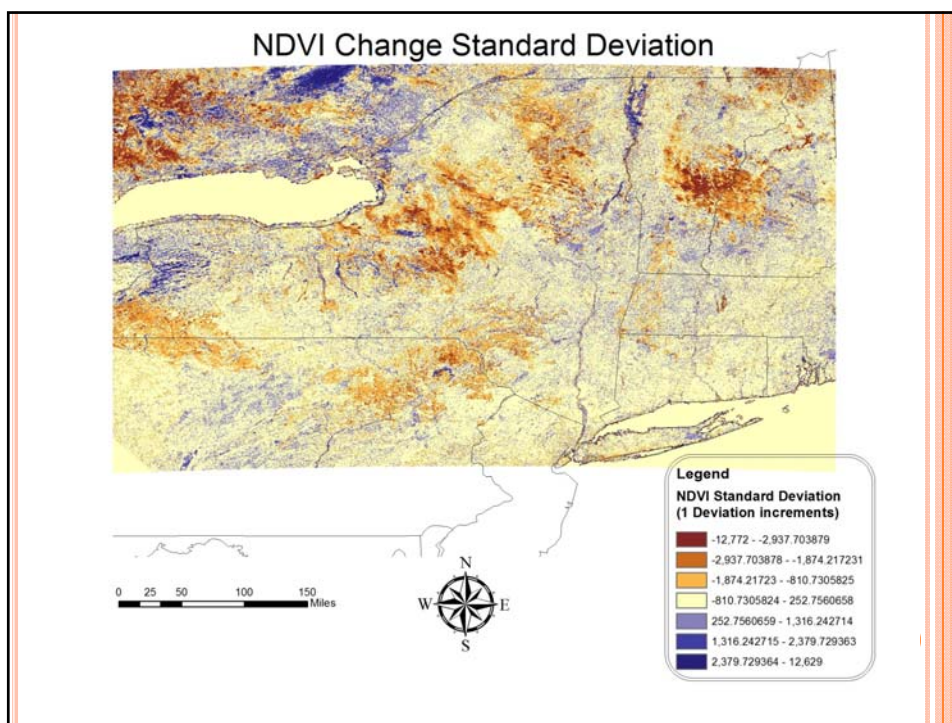 NDVI Change Standard Deviation
Legend
NDVI Standard Deviation
(1 Deviation increments)
-12,772 - -2,937.703879
-2,937.703878 - -1,874.217231
-1,874.21723 - -810.7305825
-810.7305824 - 252.7560658
252.7560659 - 1,316.242714
1,316.242715 - 2,379.729363
2,379.729364 - 12,629
0 25 50 100 150
Miles
N
W E
S